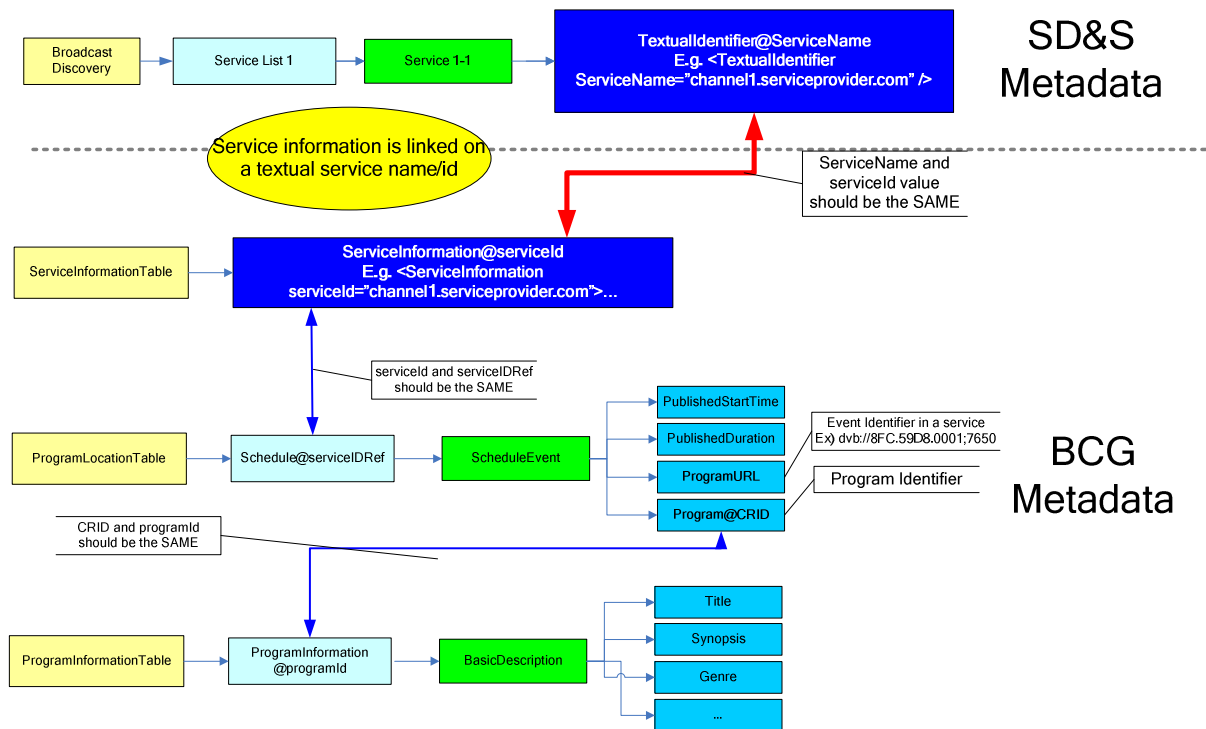 SD&S
Metadata
Broadcast
Discovery
Service List 1
Service 1-1
TextualIdentifier@ServiceName
E.g. <TextualIdentifier
ServiceName="channel1.serviceprovider.com" />
Service information is linked on
a textual service name/id
ServiceName and
serviceId value
should be the SAME
ServiceInformationTable
ServiceInformation@serviceId
E.g. <ServiceInformation
serviceId="channel1.serviceprovider.com">...
serviceId and serviceIDRef
should be the SAME
ProgramLocationTable
Schedule@serviceIDRef
ScheduleEvent
PublishedStartTime
PublishedDuration
ProgramURL
Program@CRID
Event Identifier in a service
Ex) dvb://8FC.59D8.0001;7650
Program Identifier
BCG
Metadata
CRID and programId
should be the SAME
ProgramInformationTable
ProgramInformation
@programId
BasicDescription
Title
Synopsis
Genre
...